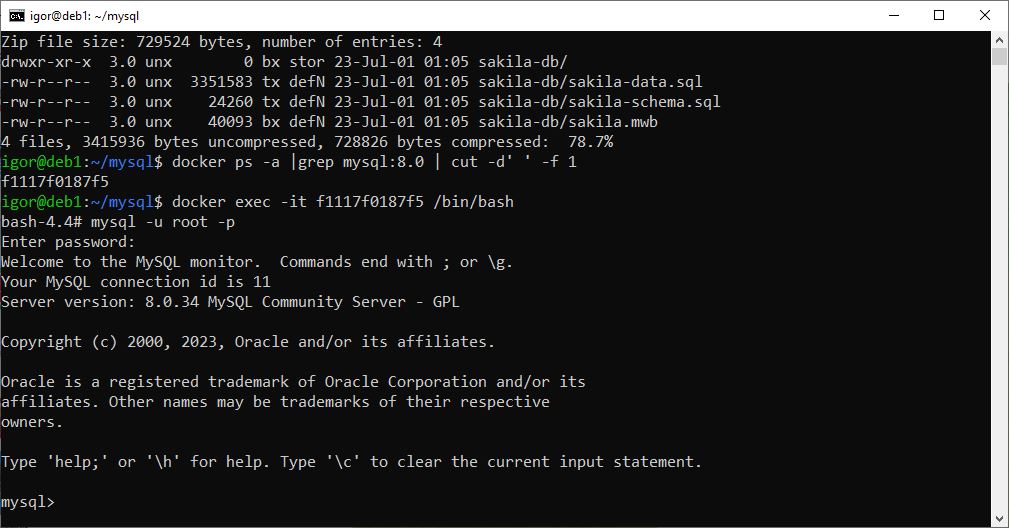 igor@deb1: ~/mysql
Zip file size: 729524 bytes, number of entries: 4
drwxr-xr-x  3.0 unx        0 bx stor 23-Jul-01 01:05 sakila-db/
-rw-r--r--  3.0 unx  3351583 tx defN 23-Jul-01 01:05 sakila-db/sakila-data.sql
-rw-r--r--  3.0 unx    24260 tx defN 23-Jul-01 01:05 sakila-db/sakila-schema.sql
-rw-r--r--  3.0 unx    40093 bx defN 23-Jul-01 01:05 sakila-db/sakila.mwb
4 files, 3415936 bytes uncompressed, 728826 bytes compressed:  78.7%
igor@deb1:~/mysql$ docker ps -a |grep mysql:8.0 | cut -d' ' -f 1
f1117f0187f5
igor@deb1:~/mysql$ docker exec -it f1117f0187f5 /bin/bash
bash-4.4# mysql -u root -p
Enter password:
Welcome to the MySQL monitor.  Commands end with ; or \g.
Your MySQL connection id is 11
Server version: 8.0.34 MySQL Community Server - GPL
Copyright (c) 2000, 2023, Oracle and/or its affiliates.
Oracle is a registered trademark of Oracle Corporation and/or its
affiliates. Other names may be trademarks of their respective
owners.
Type 'help;' or '\h' for help. Type '\c' to clear the current input statement.
mysql>